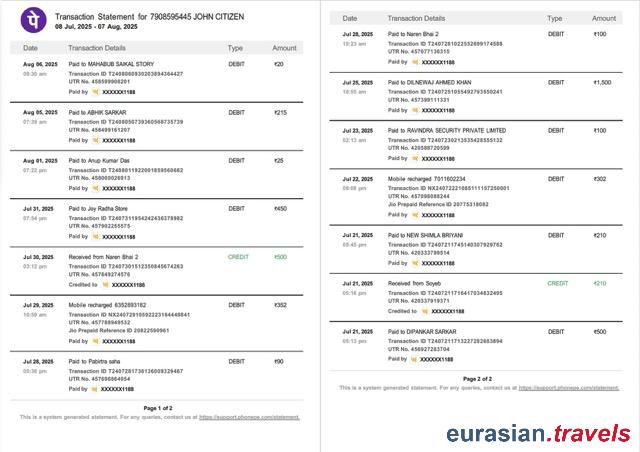 पे
Transaction Statement for 7908595445 JOHN CITIZEN
08 Jul, 2025 - 07 Aug, 2025
Date Transaction Details Type Amount
Aug 06, 2025 Paid to MAHABUB SAIKAL STORY DEBIT ₹20
09:30 am Transaction ID T2408060930203894364427
UTR No. 458599908201
Paid by XXXXXX1188
Aug 05, 2025 Paid to ABHIK SARKAR DEBIT ₹215
07:39 am Transaction ID T2408050739360568735739
UTR No. 458499161207
Paid by XXXXXX1188
Aug 01, 2025 Paid to Anup Kumar Das DEBIT ₹25
07:22 pm Transaction ID T2408011922001859560682
UTR No. 458008026013
Paid by XXXXXX1188
Jul 31, 2025 Paid to Joy Radha Store DEBIT ₹450
07:54 pm Transaction ID T2407311954242436378982
UTR No. 457902255575
Paid by XXXXXX1188
Jul 30, 2025 Received from Naren Bhai 2 CREDIT ₹500
03:12 pm Transaction ID T2407301512350845674263
UTR No. 457849274576
Credited to XXXXXX1188
Jul 29, 2025 Mobile recharged 6352893182 DEBIT ₹352
10:59 am Transaction ID NX240729105922231644489841
UTR No. 457788949532
Jio Prepaid Reference ID 20822590961
Paid by XXXXXX1188
Jul 28, 2025 Paid to Pabirtra saha DEBIT ₹90
05:36 pm Transaction ID T2407281736136009329467
UTR No. 457696864054
Paid by XXXXXX1188
Page 1 of 2
This is a system generated statement. For any queries, contact us at https://support.phonepe.com/statement.
Date Transaction Details Type Amount
Jul 28, 2025 Paid to Naren Bhai 2 DEBIT ₹100
10:23 am Transaction ID T2407281022552699174588
UTR No. 457677136315
Paid by XXXXXX1188
Jul 25, 2025 Paid to DILNEWAJ AHMED KHAN DEBIT ₹1,500
10:55 am Transaction ID T2407251055492793550241
UTR No. 457399111331
Paid by XXXXXX1188
Jul 23, 2025 Paid to RAVINDRA SECURITY PRIVATE LIMITED DEBIT ₹100
02:13 am Transaction ID T2407230213535428555132
UTR No. 420588720599
Paid by XXXXXX1188
Jul 22, 2025 Mobile recharged 7011602234 DEBIT ₹302
09:08 pm Transaction ID NX24072221085111157250001
UTR No. 457098088244
Jio Prepaid Reference ID 20775318082
Paid by XXXXXX1188
Jul 21, 2025 Paid to NEW SHIMLA BRIYANI DEBIT ₹210
05:45 pm Transaction ID T2407211745140307929762
UTR No. 420333799514
Paid by XXXXXX1188
Jul 21, 2025 Received from Soyeb CREDIT ₹210
05:16 pm Transaction ID T2407211716417034832495
UTR No. 420337919371
Credited to XXXXXX1188
Jul 21, 2025 Paid to DIPANKAR SARKAR DEBIT ₹500
05:13 pm Transaction ID T2407211713227282683894
UTR No. 456927283704
Paid by XXXXXX1188
Page 2 of 2
This is a system generated statement. For any queries, contact us at https://support.phonepe.com/statement.
eurasian.travels